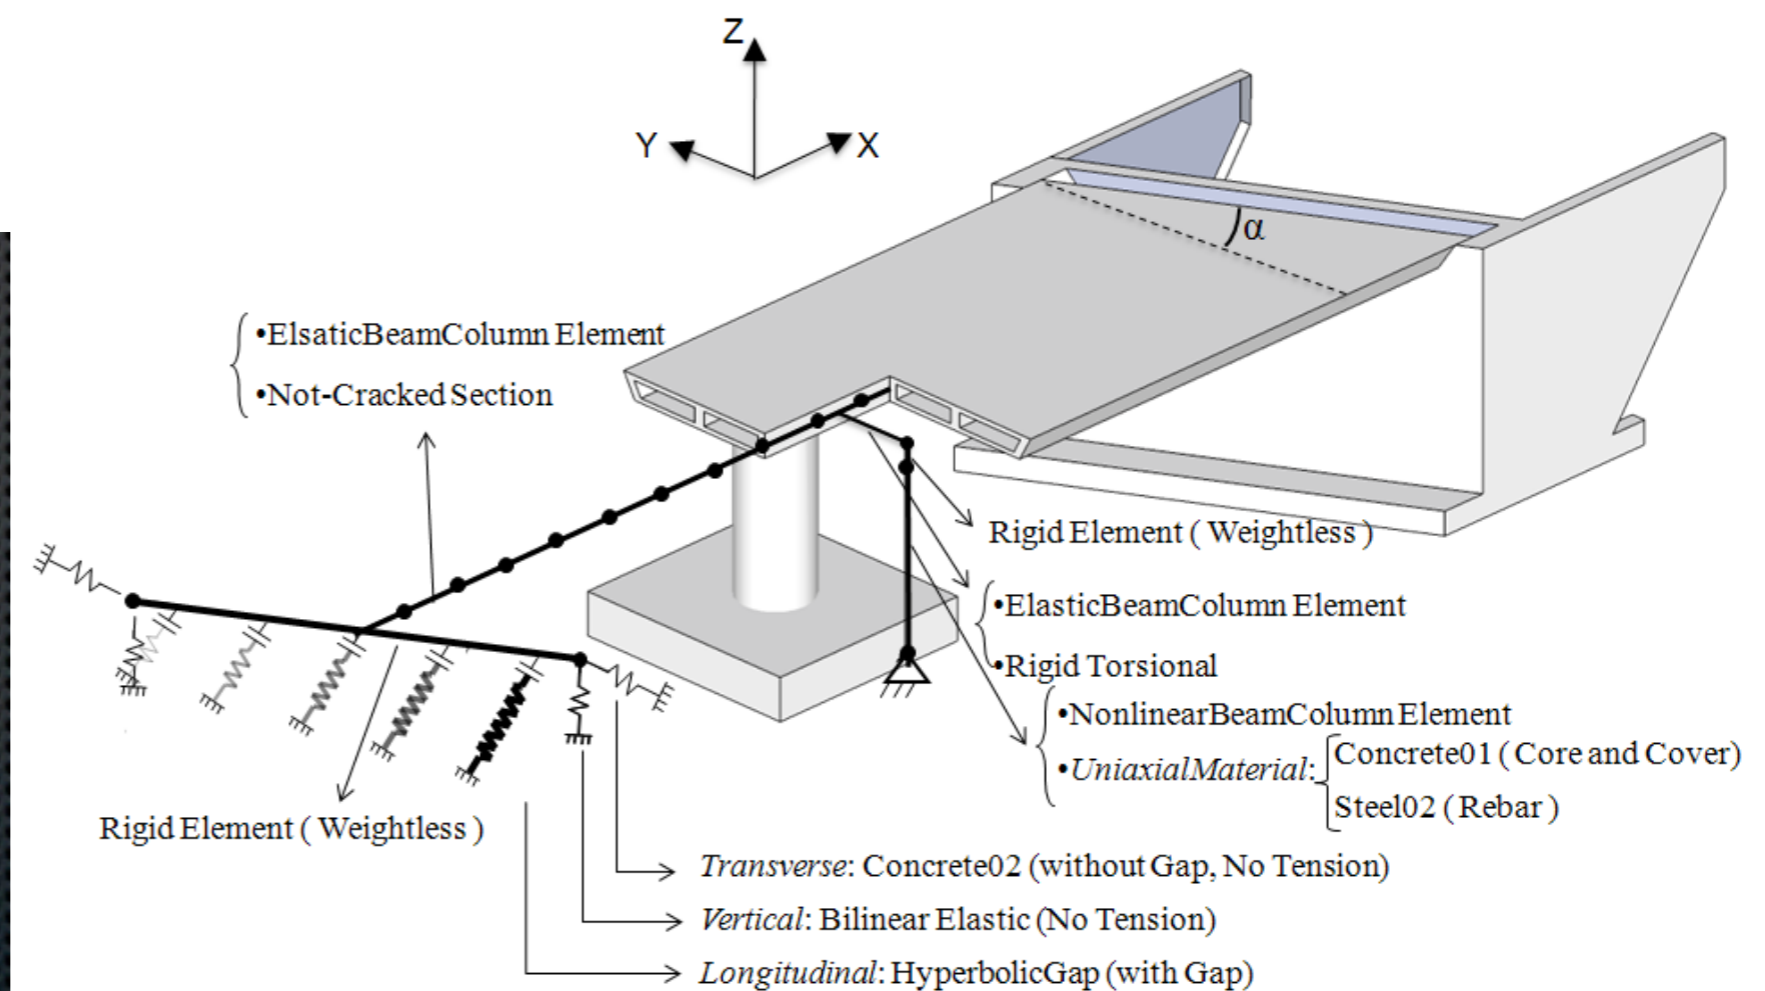 Z
Y
X
α
•ElsaticBeamColumn Element
•Not-Cracked Section
Rigid Element ( Weightless )
•ElasticBeamColumn Element
•Rigid Torsional
•NonlinearBeamColumn Element
•UniaxialMaterial:
Concrete01 ( Core and Cover)
Steel02 ( Rebar )
Rigid Element ( Weightless )
Transverse: Concrete02 (without Gap, No Tension)
Vertical: Bilinear Elastic (No Tension)
Longitudinal: HyperbolicGap (with Gap)